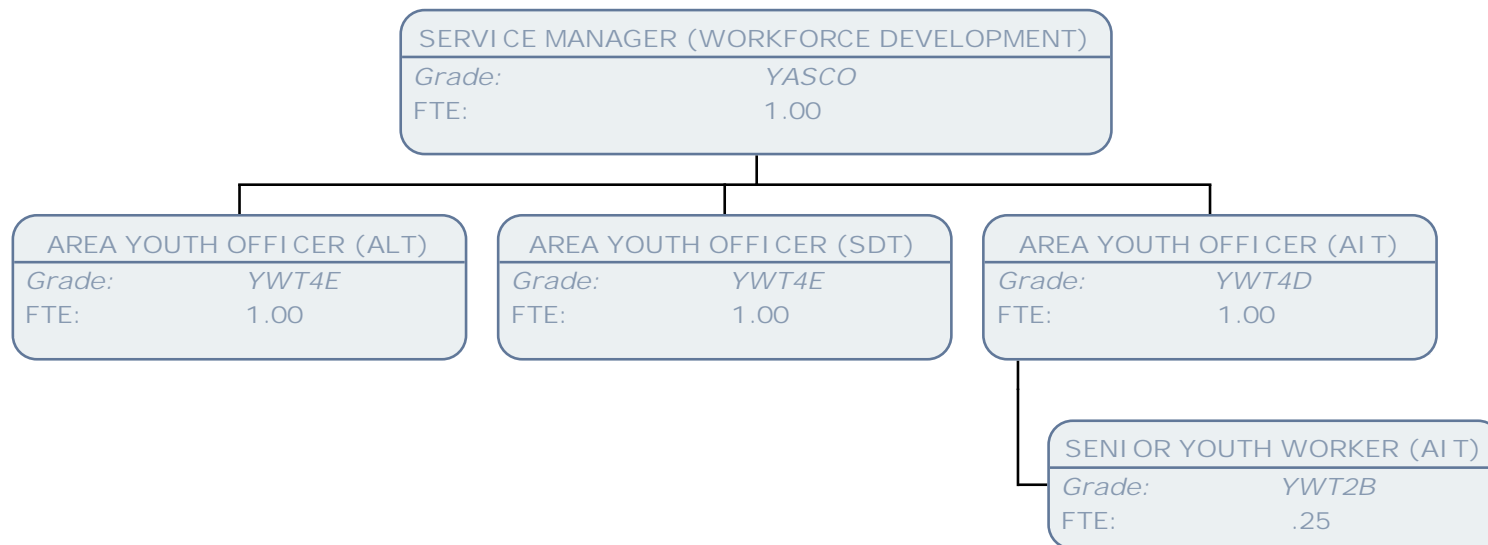 SERVICE MANAGER (WORKFORCE DEVELOPMENT)
Grade: YASCO
FTE: 1.00
AREA YOUTH OFFICER (ALT)
Grade: YWT4E
FTE: 1.00
AREA YOUTH OFFICER (SDT)
Grade: YWT4E
FTE: 1.00
AREA YOUTH OFFICER (AIT)
Grade: YWT4D
FTE: 1.00
SENIOR YOUTH WORKER (AIT)
Grade: YWT2B
FTE: .25